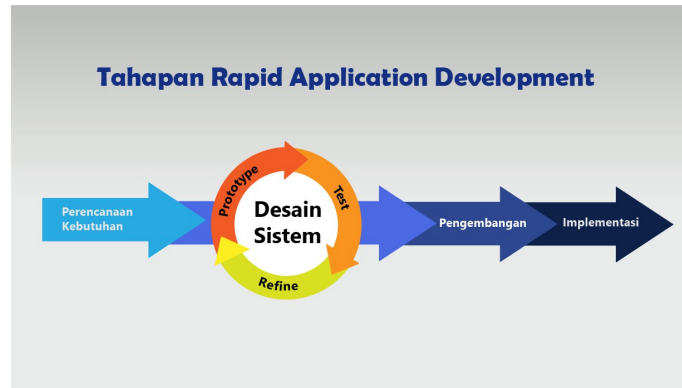 Tahapan Rapid Application Development
Perencanaan
Kebutuhan
Prototype
Test
Refine
Desain
Sistem
Pengembangan
Implementasi